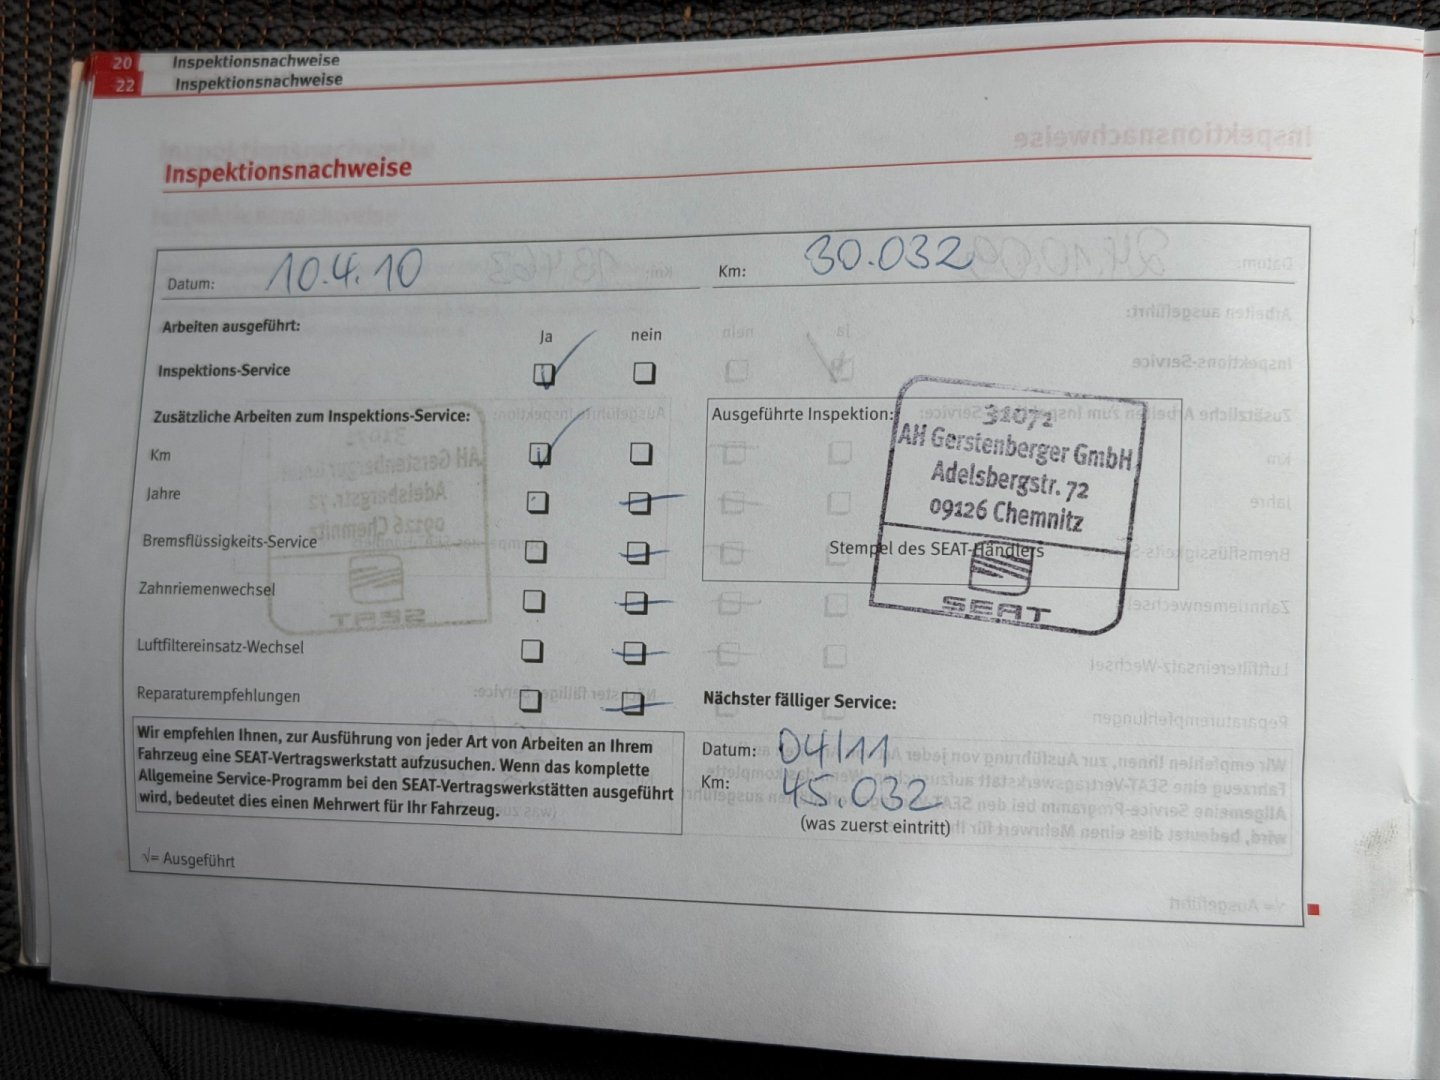 20 Inspektionsnachweise
22 Inspektionsnachweise
Inspektionsnachweise
Datum: 10.4.10 Km: 30.032
Arbeiten ausgeführt: Ja nein
Inspektions-Service
Zusätzliche Arbeiten zum Inspektions-Service:
Km
Jahre
Bremsflüssigkeits-Service
Zahnriemenwechsel
Luftfiltereinsatz-Wechsel
Reparaturempfehlungen
Ausgeführte Inspektion:
31072
AH Gerstenberger GmbH
Adelsbergstr. 72
09126 Chemnitz
Stempel des SEAT-Händlers
SEAT
Wir empfehlen Ihnen, zur Ausführung von jeder Art von Arbeiten an Ihrem
Fahrzeug eine SEAT-Vertragswerkstatt aufzusuchen. Wenn das komplette
Allgemeine Service-Programm bei den SEAT-Vertragswerkstätten ausgeführt
wird, bedeutet dies einen Mehrwert für Ihr Fahrzeug.
Nächster fälliger Service:
Datum: 04/11
Km: 45.032
(was zuerst eintritt)
√= Ausgeführt